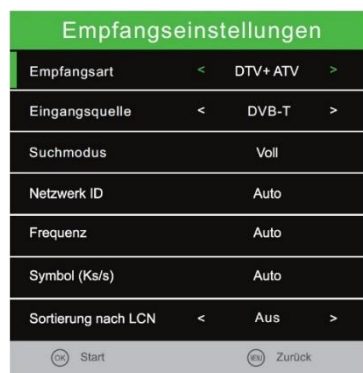 Empfangseinstellungen
Empfangsart < DTV+ ATV >
Eingangsquelle < DVB-T >
Suchmodus Voll
Netzwerk ID Auto
Frequenz Auto
Symbol (Ks/s) Auto
Sortierung nach LCN < Aus >
OK Start MENU Zurück